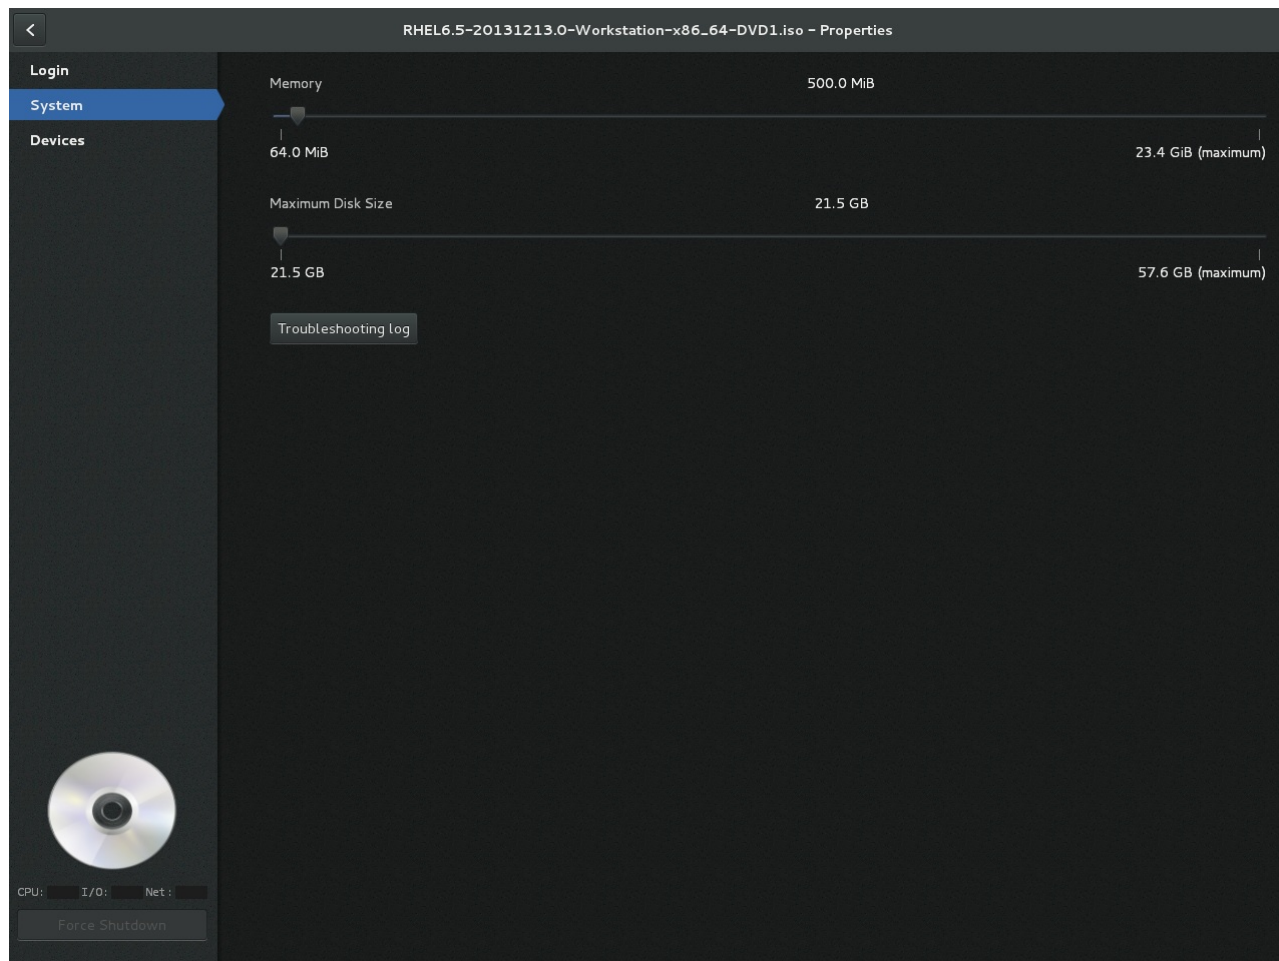 RHEL6.5-20131213.0-Workstation-x86_64-DVD1.iso - Properties
Login
System
Devices
Memory 500.0 MiB
64.0 MiB 23.4 GiB (maximum)
Maximum Disk Size 21.5 GB
21.5 GB 57.6 GB (maximum)
Troubleshooting log
CPU: I/O: Net:
Force Shutdown